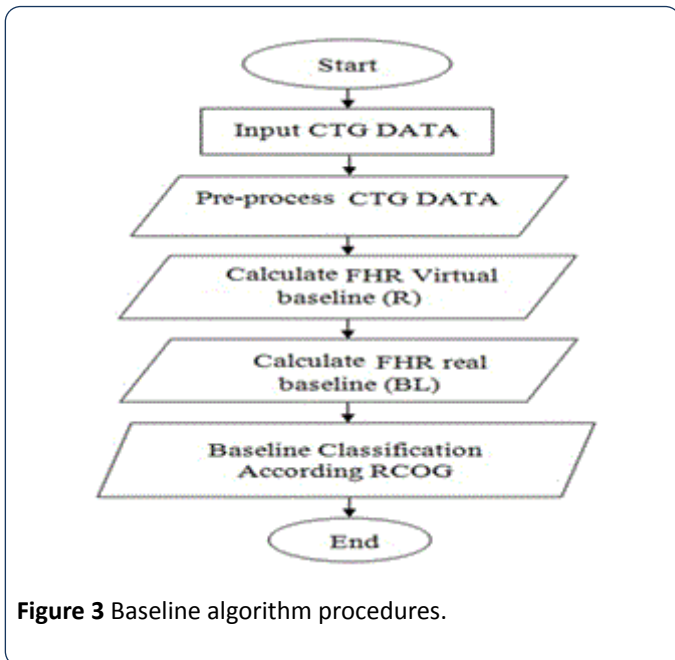 Start
Input CTG DATA
Pre-process CTG DATA
Calculate FHR Virtual
baseline (R)
Calculate FHR real
baseline (BL)
Baseline Classification
According RCOG
End
Figure 3 Baseline algorithm procedures.